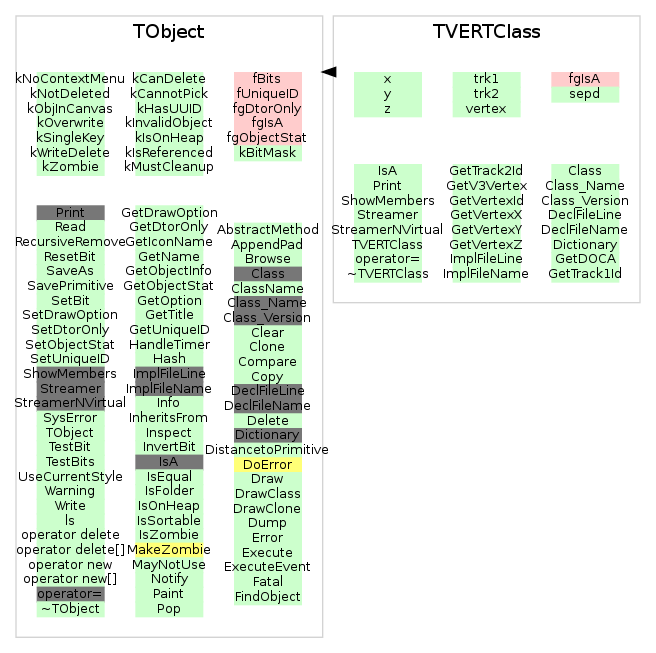 TObject
kNoContextMenu
kNotDeleted
kObjInCanvas
kOverwrite
kSingleKey
kWriteDelete
kZombie
kCanDelete
kCannotPick
kHasUUID
kInvalidObject
kIsOnHeap
kIsReferenced
kMustCleanup
fBits
fUniqueID
fgDtorOnly
fgIsA
fgObjectStat
kBitMask
Print
Read
RecursiveRemove
ResetBit
SaveAs
SavePrimitive
SetBit
SetDrawOption
SetDtorOnly
SetObjectStat
SetUniqueID
ShowMembers
Streamer
StreamerNVirtual
SysError
TObject
TestBit
TestBits
UseCurrentStyle
Warning
Write
ls
operator delete
operator delete[]
operator new
operator new[]
operator=
~TObject
GetDrawOption
GetDtorOnly
GetIconName
GetName
GetObjectInfo
GetObjectStat
GetOption
GetTitle
GetUniqueID
HandleTimer
Hash
ImplFileLine
ImplFileName
Info
InheritsFrom
Inspect
InvertBit
IsA
IsEqual
IsFolder
IsOnHeap
IsSortable
IsZombie
MakeZombie
MayNotUse
Notify
Paint
Pop
AbstractMethod
AppendPad
Browse
Class
ClassName
Class_Name
Class_Version
Clear
Clone
Compare
Copy
DeclFileLine
DeclFileName
Delete
Dictionary
DistancetoPrimitive
DoError
Draw
DrawClass
DrawClone
Dump
Error
Execute
ExecuteEvent
Fatal
FindObject
TVERTClass
x
y
z
trk1
trk2
vertex
fgIsA
sepd
IsA
Print
ShowMembers
Streamer
StreamerNVirtual
TVERTClass
operator=
~TVERTClass
GetTrack2Id
GetV3Vertex
GetVertexId
GetVertexX
GetVertexY
GetVertexZ
ImplFileLine
ImplFileName
Class
Class_Name
Class_Version
DeclFileLine
DeclFileName
Dictionary
GetDOCA
GetTrack1Id